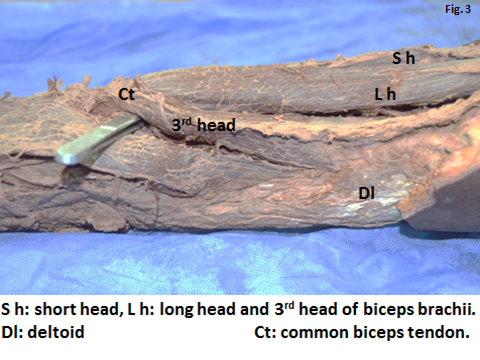 Fig. 3
S h
Ct
L h
3rd head
Dl
S h: short head, L h: long head and 3rd head of biceps brachii.
Dl: deltoid Ct: common biceps tendon.